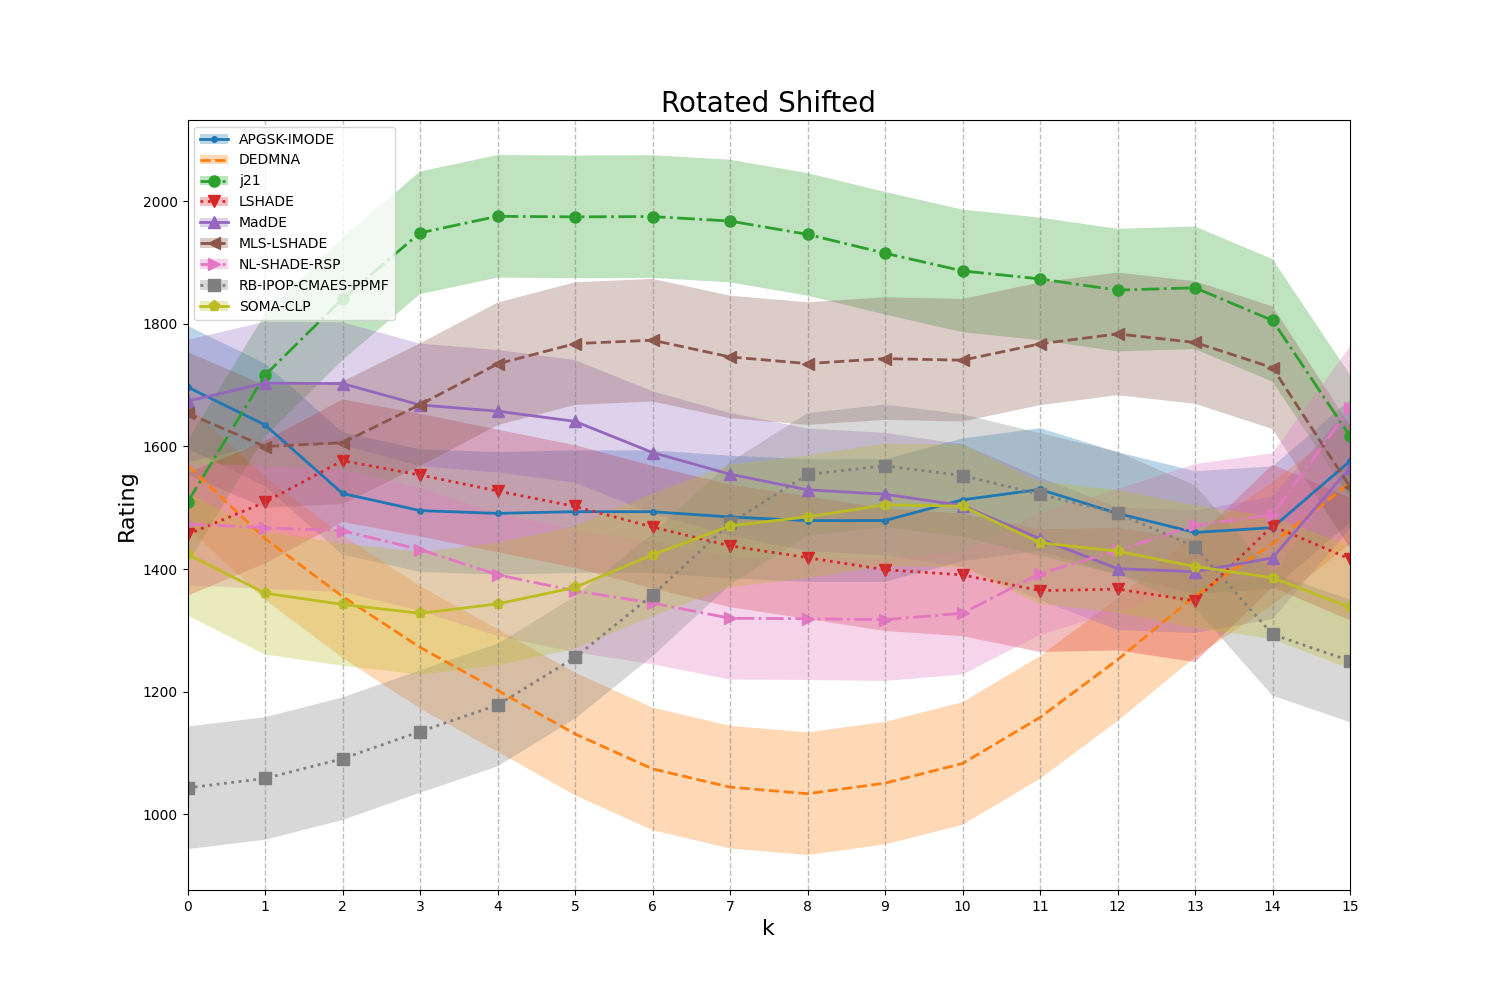 Rotated Shifted
APGSK-IMODE
DEDMNA
j21
LSHADE
MadDE
MLS-LSHADE
NL-SHADE-RSP
RB-IPOP-CMAES-PPMF
SOMA-CLP
Rating
2000
1800
1600
1400
1200
1000
0 1 2 3 4 5 6 7 8 9 10 11 12 13 14 15
k